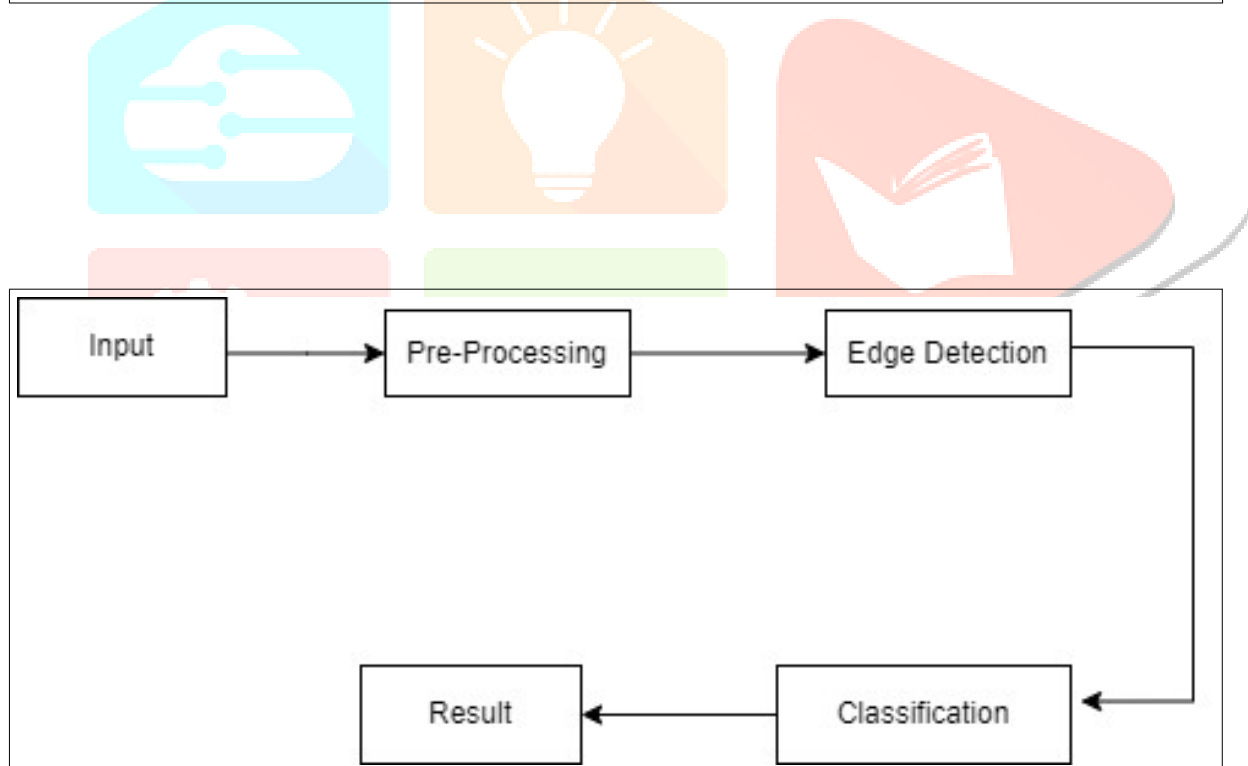 Input
Pre-Processing
Edge Detection
Classification
Result